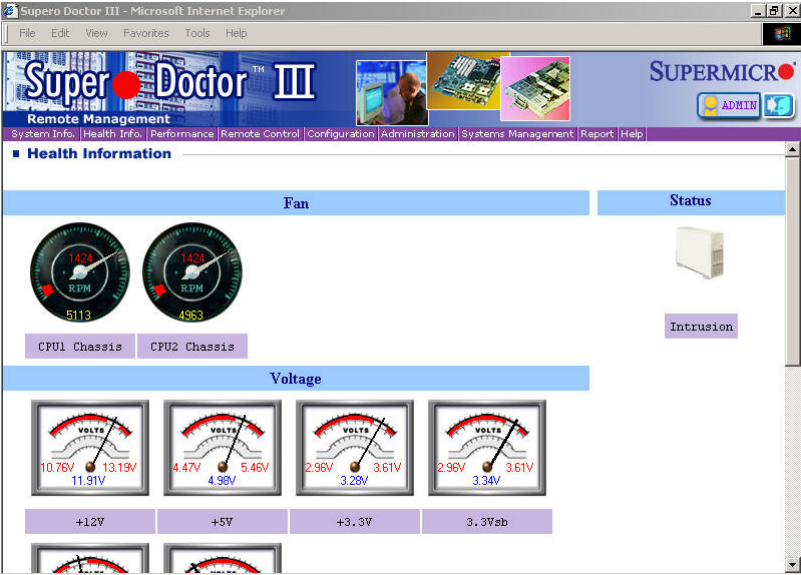 Supero Doctor III - Microsoft Internet Explorer
File Edit View Favorites Tools Help
Super Doctor™ III
SUPERMICR
Remote Management
ADMIN
System Info. Health Info. Performance Remote Control Configuration Administration Systems Management Report Help
Health Information
Fan
Status
1424 1424
RPM RPM
5113 4963
CPU1 Chassis CPU2 Chassis
Intrusion
Voltage
VOLTS VOLTS VOLTS VOLTS
10.76V 13.19V 4.47V 5.46V 2.96V 3.61V 2.96V 3.61V
11.91V 4.98V 3.28V 3.34V
+12V +5V +3.3V 3.3Vsb
VOLTS VOLTS